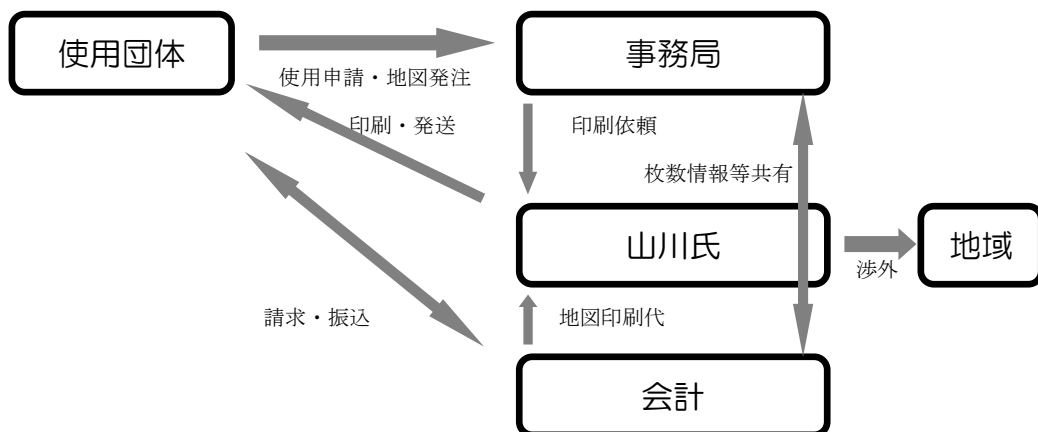 使用団体
事務局
使用申請・地図発注
印刷・発送
印刷依頼
枚数情報等共有
山川氏
地域
渉外
請求・振込
地図印刷代
会計